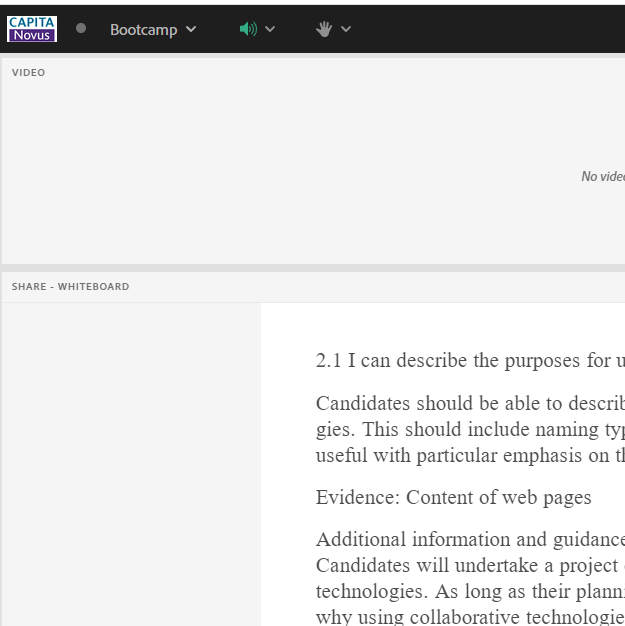 CAPITA
Novus
Bootcamp
VIDEO
No vide
SHARE - WHITEBOARD
2.1 I can describe the purposes for u
Candidates should be able to describ
gies. This should include naming typ
useful with particular emphasis on th
Evidence: Content of web pages
Additional information and guidance
Candidates will undertake a project
technologies. As long as their plann
why using collaborative technologie